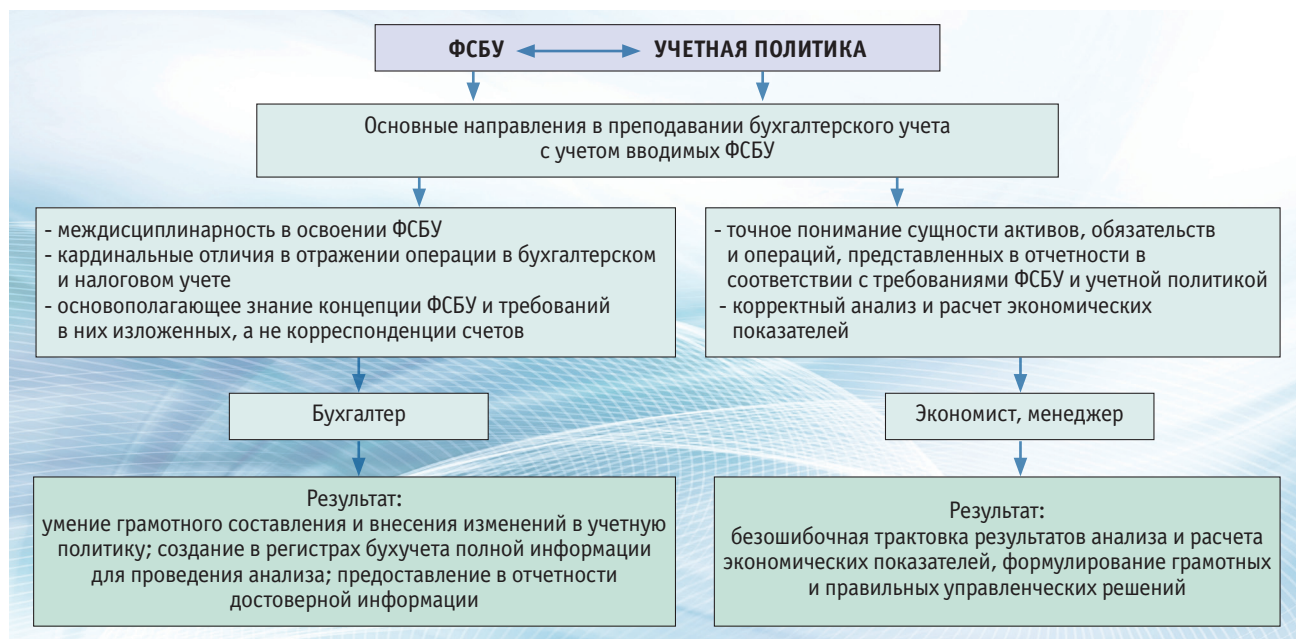 ФСБУ УЧЕТНАЯ ПОЛИТИКА
Основные направления в преподавании бухгалтерского учета
с учетом вводимых ФСБУ
- междисциплинарность в освоении ФСБУ
- кардинальные отличия в отражении операции в бухгалтерском
и налоговом учете
- основополагающее знание концепции ФСБУ и требований
в них изложенных, а не корреспонденции счетов
- точное понимание сущности активов, обязательств
и операций, представленных в отчетности в
соответствии с требованиями ФСБУ и учетной политикой
- корректный анализ и расчет экономических
показателей
Бухгалтер
Экономист, менеджер
Результат:
умение грамотного составления и внесения изменений в учетную
политику; создание в регистрах бухучета полной информации
для проведения анализа; предоставление в отчетности
достоверной информации
Результат:
безошибочная трактовка результатов анализа и расчета
экономических показателей, формулирование грамотных
и правильных управленческих решений